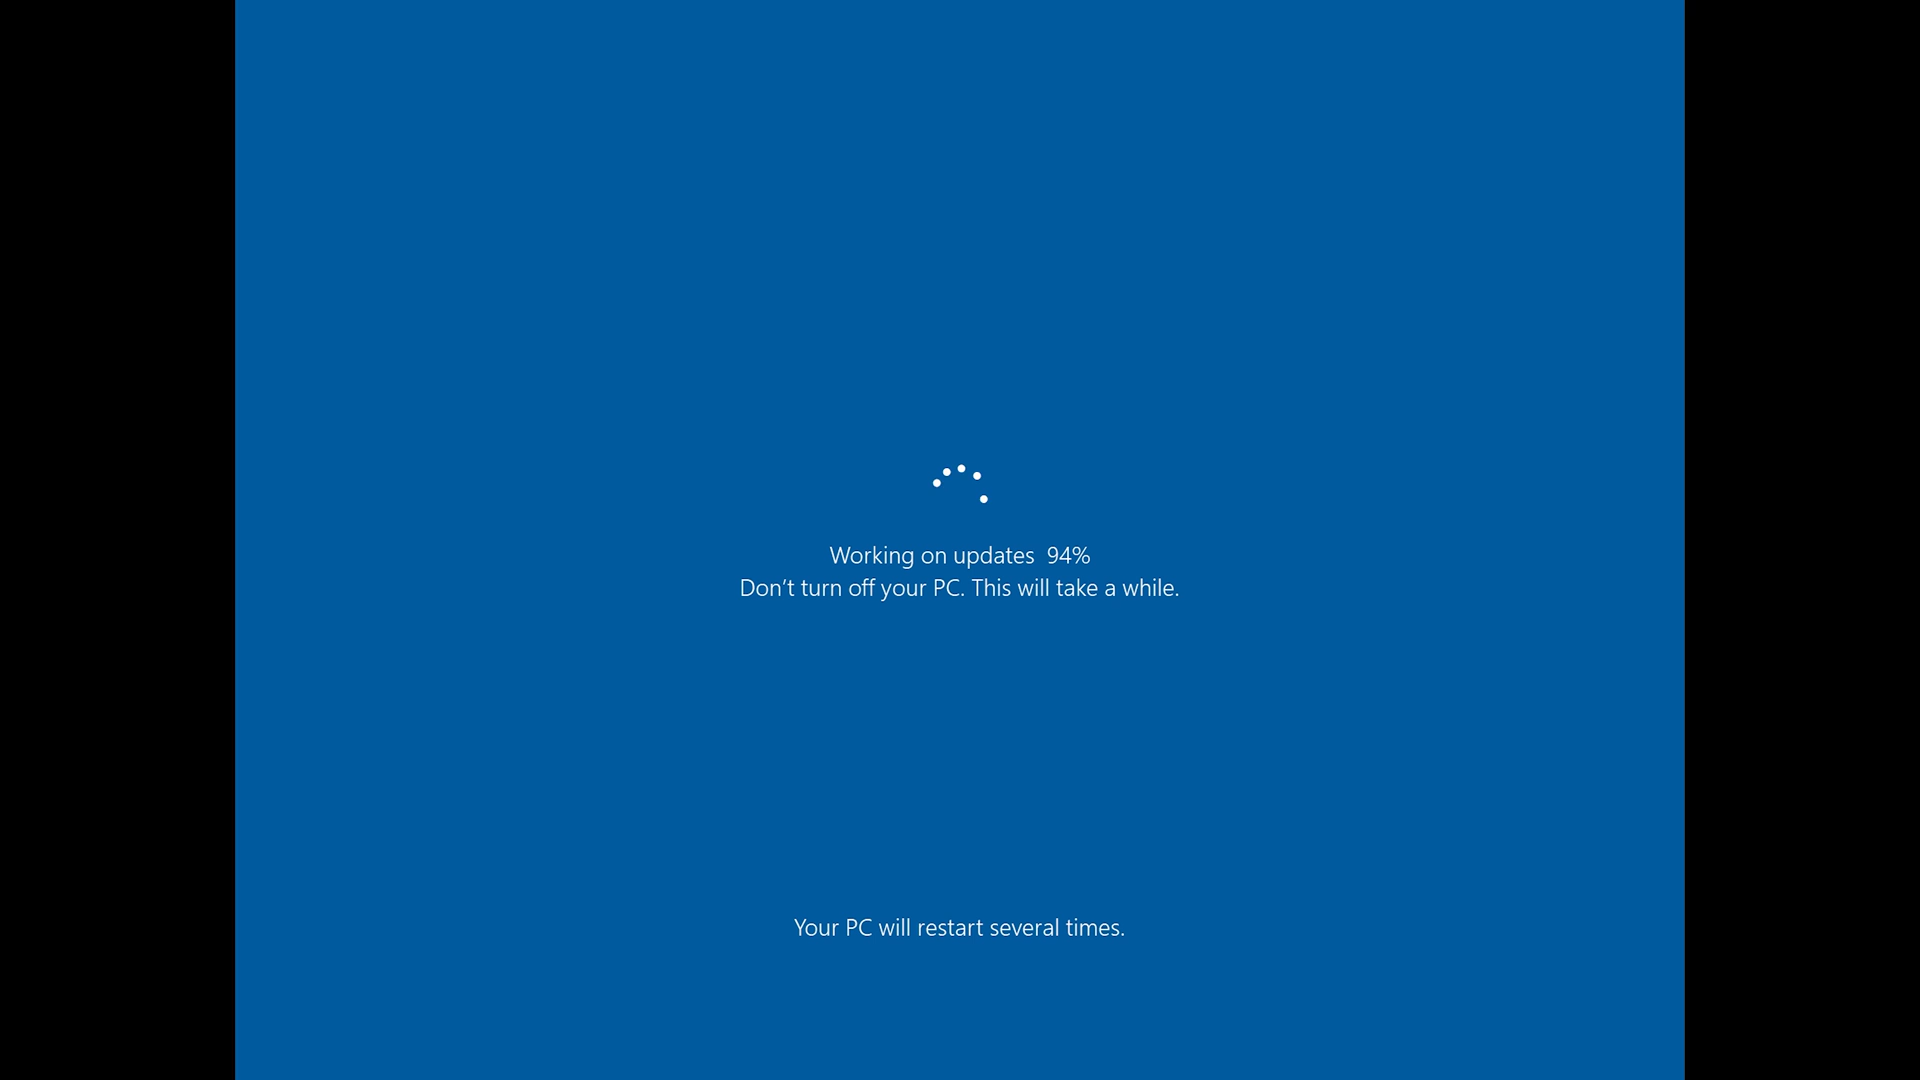 Working on updates  94%
Don’t turn off your PC. This will take a while.
Your PC will restart several times.